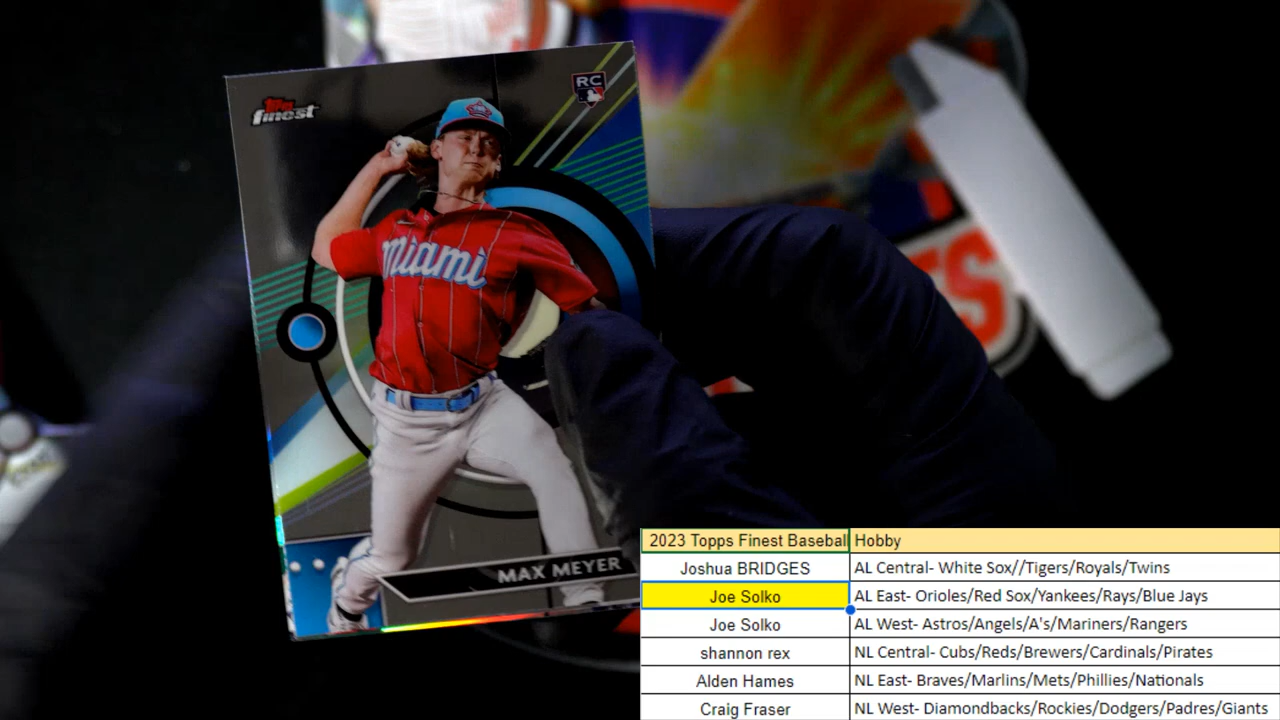 Topps
finest
RC
Miami
MAX MEYER
ES
2023 Topps Finest Baseball Hobby
Joshua BRIDGES AL Central- White Sox//Tigers/Royals/Twins
Joe Solko AL East- Orioles/Red Sox/Yankees/Rays/Blue Jays
Joe Solko AL West- Astros/Angels/A's/Mariners/Rangers
shannon rex NL Central- Cubs/Reds/Brewers/Cardinals/Pirates
Alden Hames NL East- Braves/Marlins/Mets/Phillies/Nationals
Craig Fraser NL West- Diamondbacks/Rockies/Dodgers/Padres/Giants